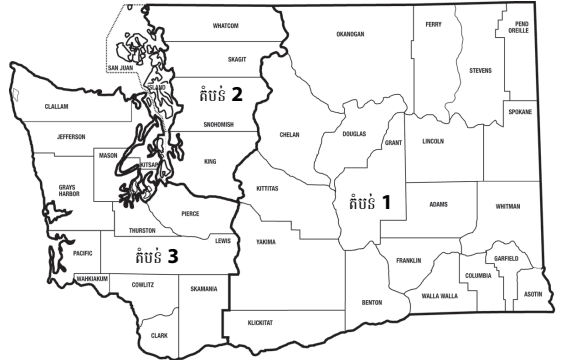 WHATCOM
SAN JUAN
SKAGIT
ISLAND
តំបន់ 2
SNOHOMISH
OKANOGAN
FERRY
PEND
OREILLE
STEVENS
SPOKANE
CLALLAM
JEFFERSON
MASON
KITSAP
KING
CHELAN
DOUGLAS
GRANT
LINCOLN
GRAYS
HARBOR
PIERCE
THURSTON
KITTITAS
តំបន់ 1
ADAMS
WHITMAN
PACIFIC
តំបន់ 3
LEWIS
YAKIMA
FRANKLIN
GARFIELD
COLUMBIA
WAHKIAKUM
COWLITZ
SKAMANIA
BENTON
WALLA WALLA
ASOTIN
CLARK
KLICKITAT